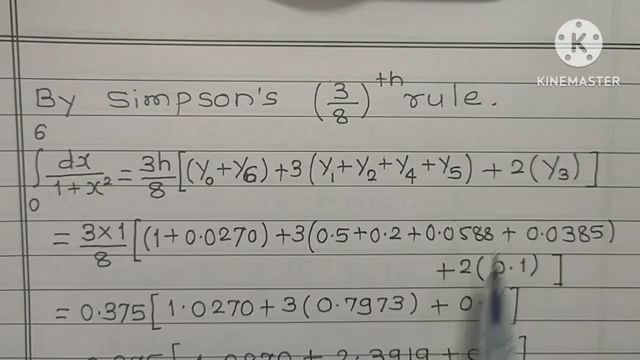 KINEMASTER
By Simpson's (3/8)^th rule.
∫₀⁶ dx/(1+x²) = 3h/8 [(y₀+y₆)+3(y₁+y₂+y₄+y₅)+2(y₃)]
= 3×1/8 [(1+0.0270)+3(0.5+0.2+0.0588+0.0385)
+2(0.1)]
= 0.375[1.0270+3(0.7973)+0.]